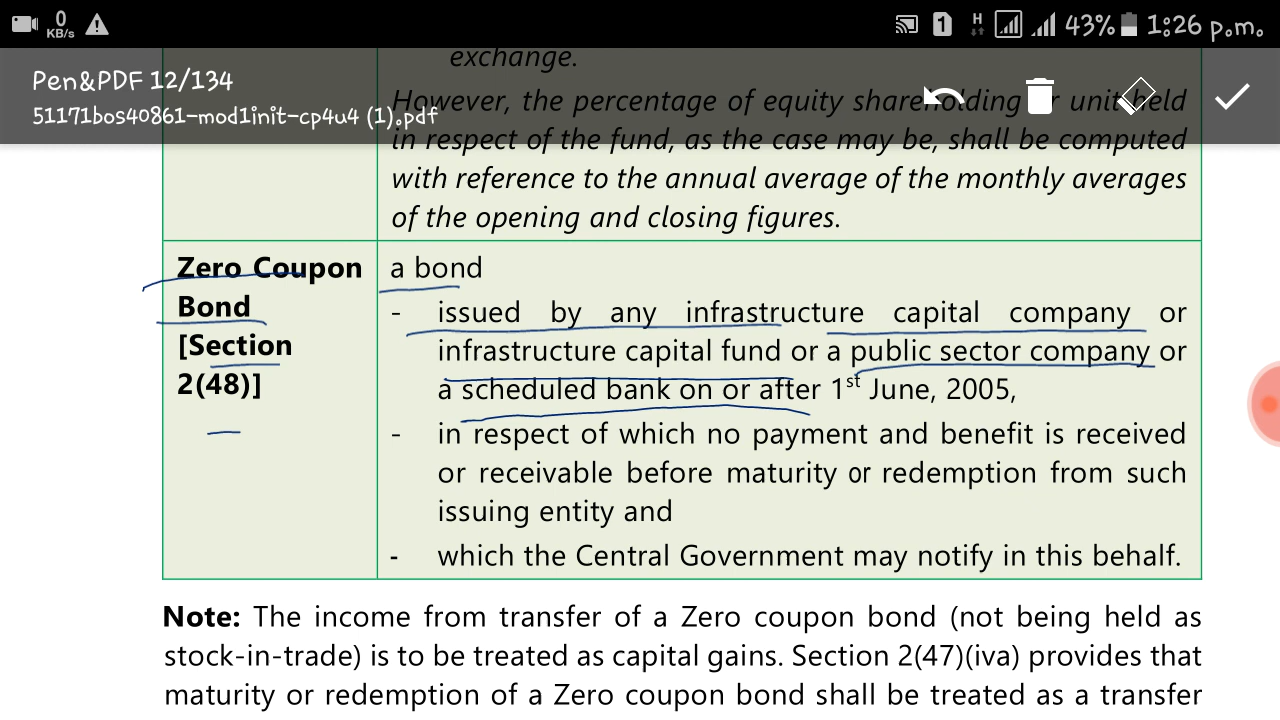 0
KB/s
1
H
43%
1:26 p.m.
exchange.
Pen&PDF 12/134
However, the percentage of equity shareholding or unit held
51171bos40861-mod1init-cp4u4 (1).pdf
in respect of the fund, as the case may be, shall be computed
with reference to the annual average of the monthly averages
of the opening and closing figures.
Zero Coupon
Bond
[Section
2(48)]
a bond
- issued by any infrastructure capital company or
infrastructure capital fund or a public sector company or
a scheduled bank on or after 1st June, 2005,
- in respect of which no payment and benefit is received
or receivable before maturity or redemption from such
issuing entity and
- which the Central Government may notify in this behalf.
Note: The income from transfer of a Zero coupon bond (not being held as
stock-in-trade) is to be treated as capital gains. Section 2(47)(iva) provides that
maturity or redemption of a Zero coupon bond shall be treated as a transfer